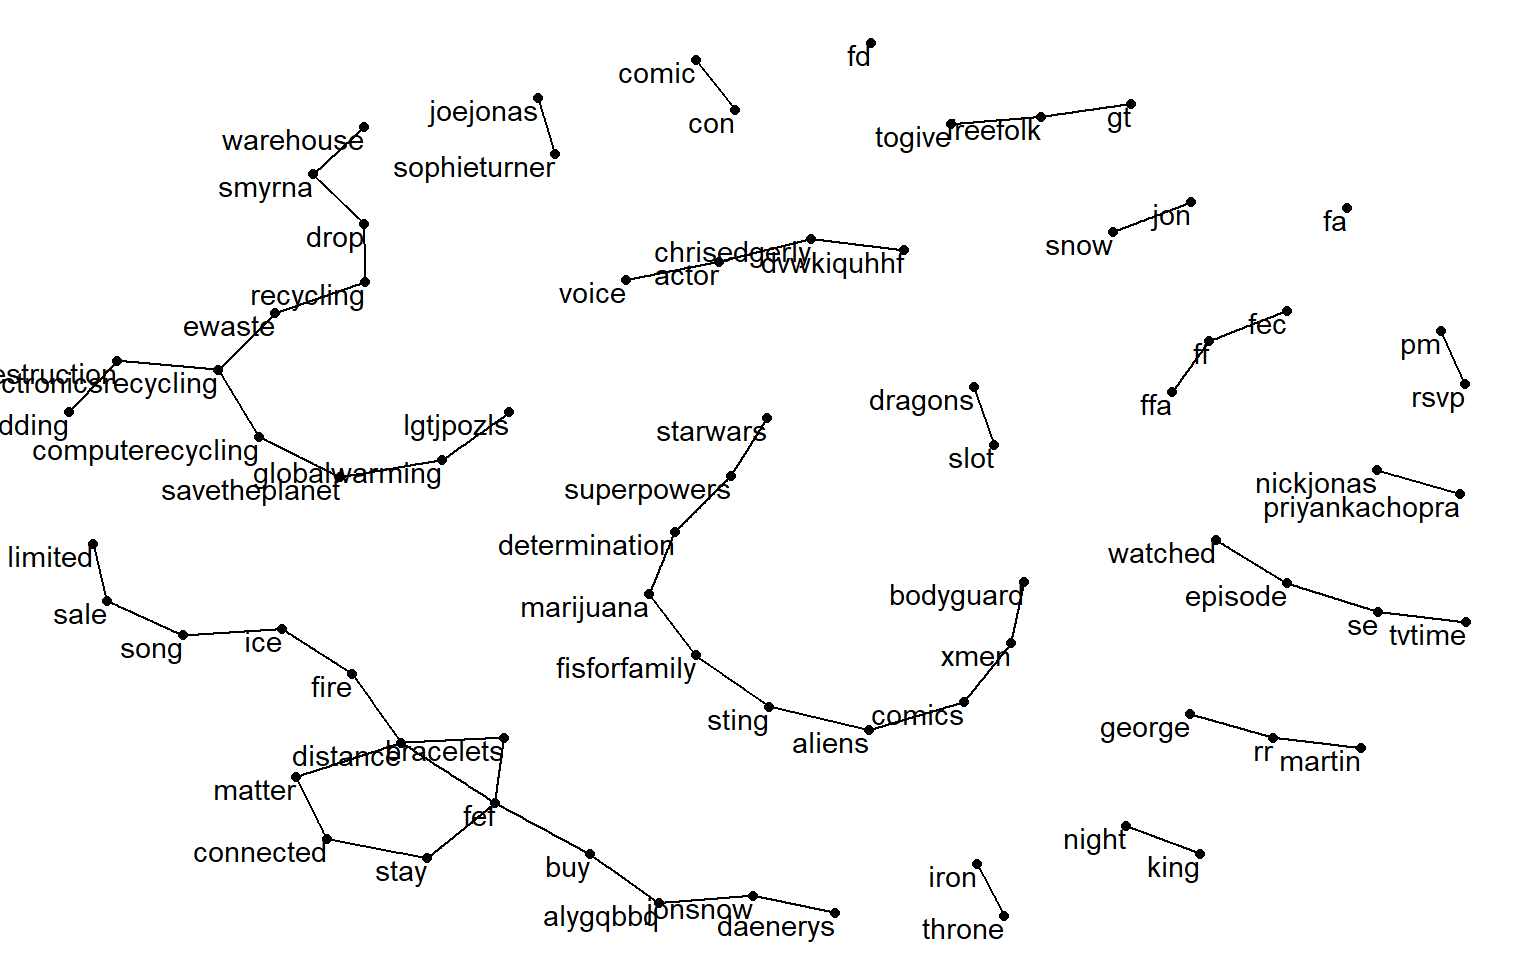 fd
comic
joejonas
con
gt
togive
freefolk
warehouse
sophieturner
smyrna
jon
fa
drop
snow
chrisedgerly
dvwkiquhhf
actor
voice
recycling
ewaste
fec
ff
pm
estruction
ctronicsrecycling
dragons
rsvp
ffa
dding
lgtjpozls
starwars
computerecycling
slot
globalwarming
savetheplanet
superpowers
nickjonas
priyankachopra
determination
limited
watched
bodyguard
episode
marijuana
sale
se
tvtime
ice
song
xmen
fisforfamily
fire
comics
sting
george
aliens
distance
bracelets
rr
martin
matter
fef
night
connected
stay
buy
king
iron
alygqbbq
jonsnow
daenerys
throne